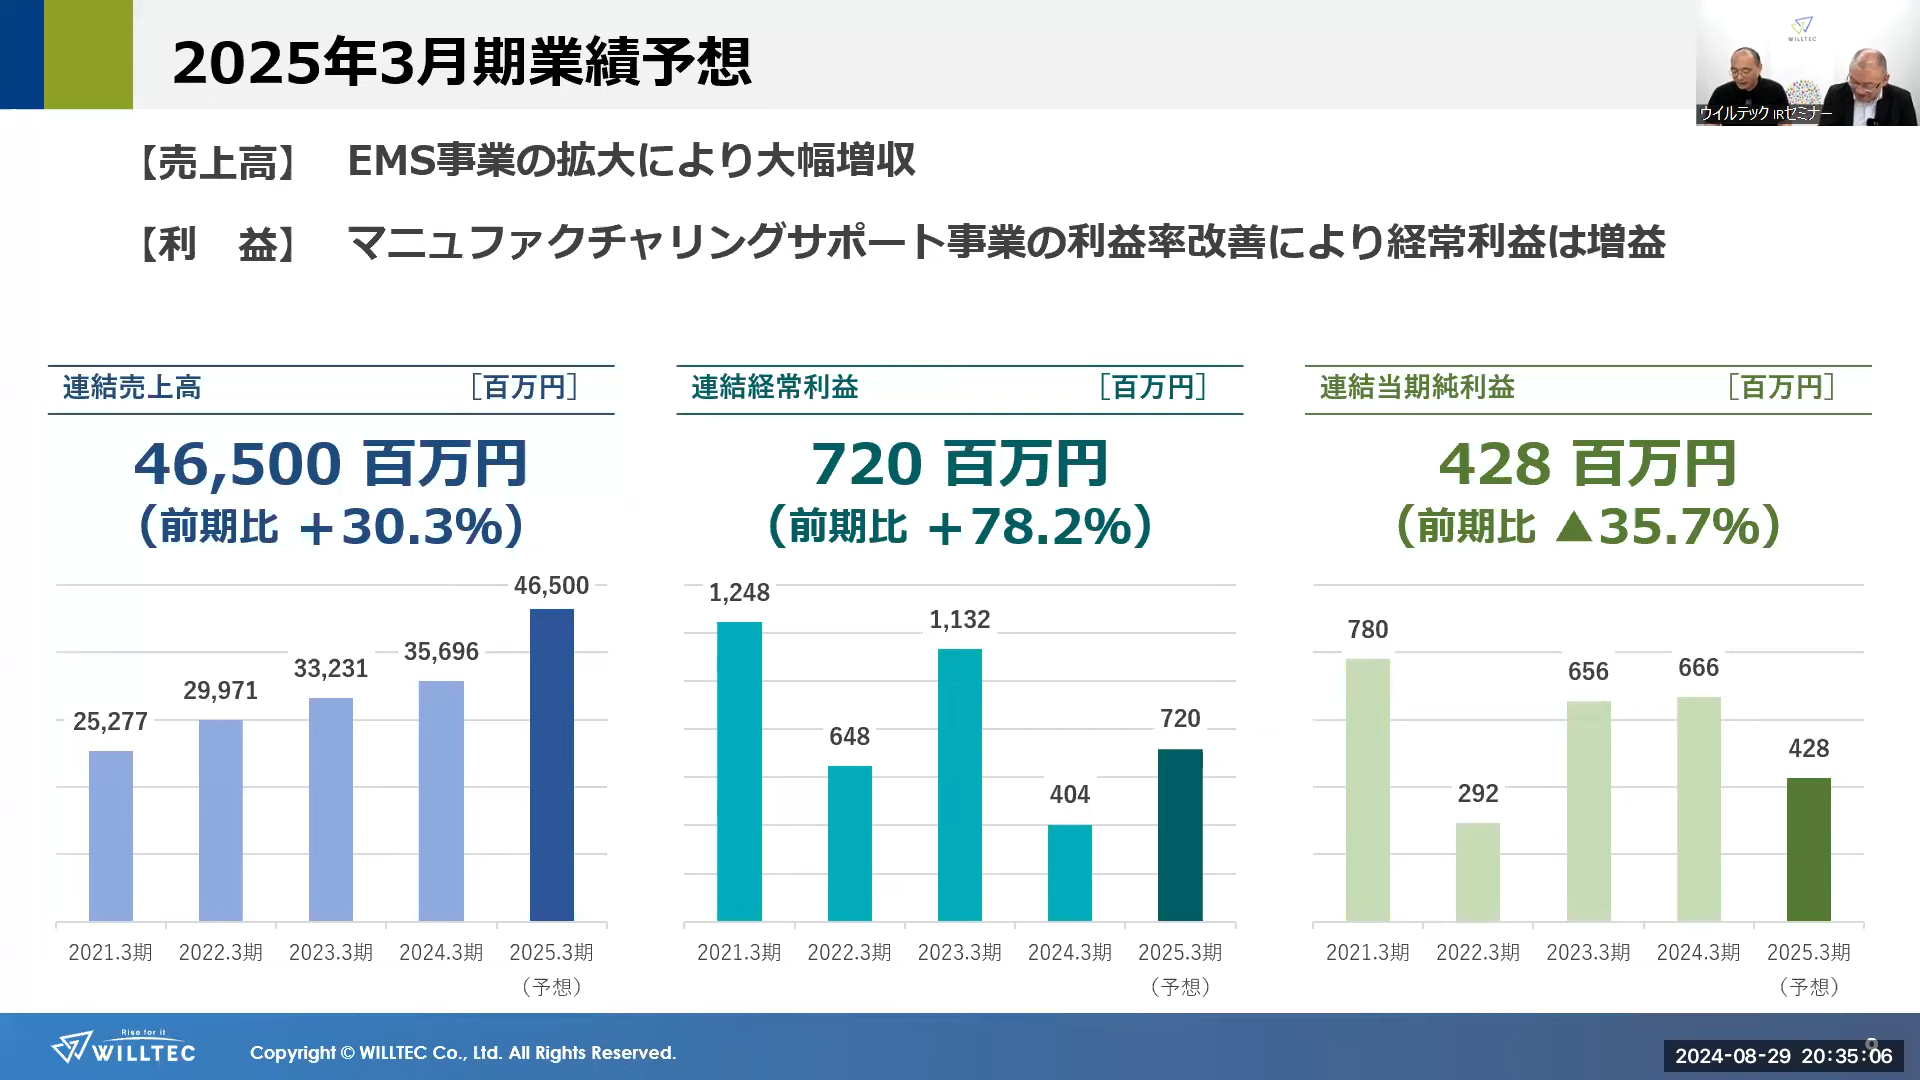 2025年3月期業績予想
WILLTEC
ウイルテック IRセミナー
【売上高】 EMS事業の拡大により大幅増収
【利　益】 マニュファクチャリングサポート事業の利益率改善により経常利益は増益
連結売上高 ［百万円］
46,500 百万円
（前期比 ＋30.3%）
46,500
35,696
33,231
29,971
25,277
2021.3期 2022.3期 2023.3期 2024.3期 2025.3期
（予想）
連結経常利益 ［百万円］
720 百万円
（前期比 ＋78.2%）
1,248
1,132
720
648
404
2021.3期 2022.3期 2023.3期 2024.3期 2025.3期
（予想）
連結当期純利益 ［百万円］
428 百万円
（前期比 ▲35.7%）
780
656
666
428
292
2021.3期 2022.3期 2023.3期 2024.3期 2025.3期
（予想）
Rise for it
WILLTEC
Copyright © WILLTEC Co., Ltd. All Rights Reserved.
9
2024-08-29 20:35:06